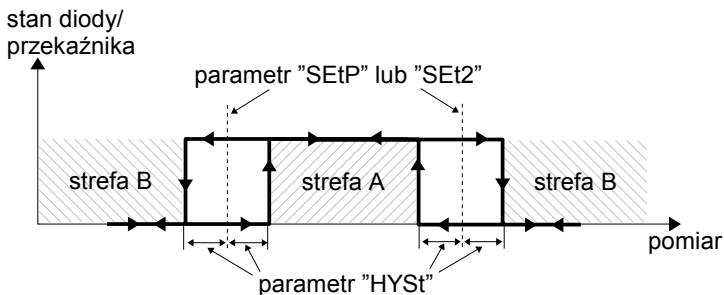 stan diody/
przekaźnika
parametr ”SEtP” lub ”SEt2”
strefa B
strefa A
strefa B
pomiar
parametr ”HYSt”